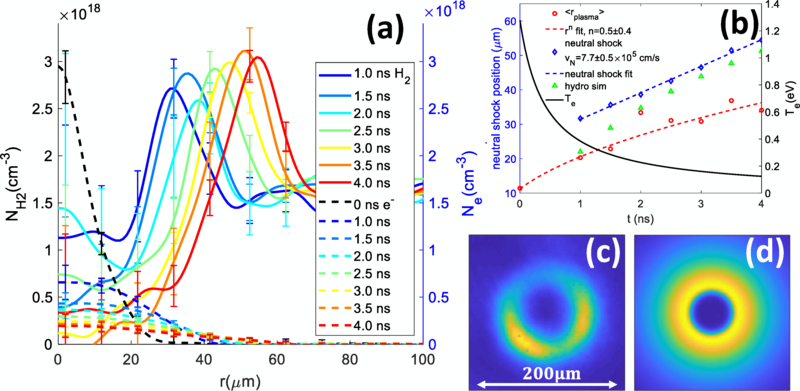 ×10^18
×10^18
(a)
N_H2(cm^-3)
3
2.5
2
1.5
1
0.5
0
0 20 40 60 80 100
r(μm)
3
2.5
2
1.5
1
0.5
0
N_e(cm^-3)
1.0 ns H_2
1.5 ns
2.0 ns
2.5 ns
3.0 ns
3.5 ns
4.0 ns
0 ns e^-
1.0 ns
1.5 ns
2.0 ns
2.5 ns
3.0 ns
3.5 ns
4.0 ns
(b)
neutral shock position (μm)
60
50
40
30
20
10
0 1 2 3 4
t (ns)
1.4
1.2
1
0.8
0.6
0.4
0.2
0
T_e(eV)
<r_plasma>
r^n fit, n=0.5±0.4
neutral shock
v_N=7.7±0.5×10^5 cm/s
neutral shock fit
hydro sim
T_e
(c)
200μm
(d)